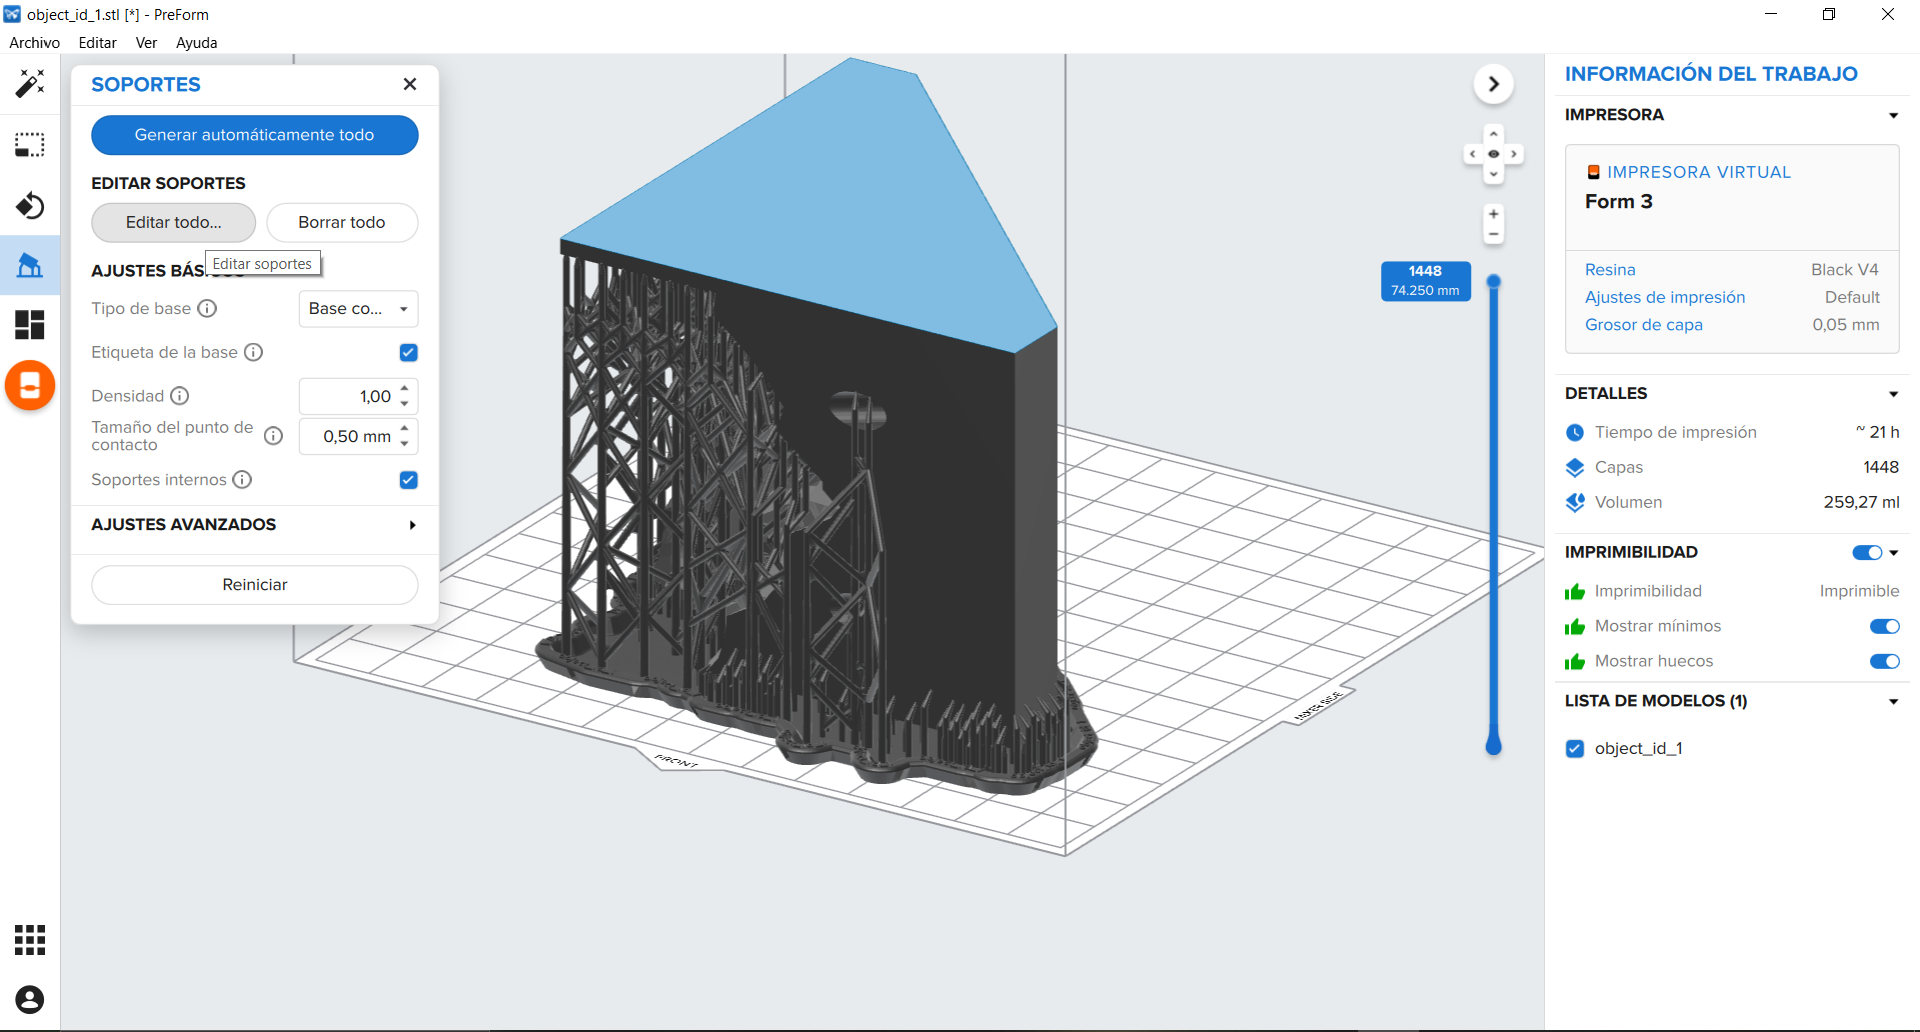 object_id_1.stl [*] - PreForm
Archivo Editar Ver Ayuda
SOPORTES
Generar automáticamente todo
EDITAR SOPORTES
Editar todo... Borrar todo
Editar soportes
AJUSTES
Tipo de base Base co...
Etiqueta de la base
Densidad 1,00
Tamaño del punto de
contacto 0,50 mm
Soportes internos
AJUSTES AVANZADOS
Reiniciar
FRONT
1448
74.250 mm
INFORMACIÓN DEL TRABAJO
IMPRESORA
IMPRESORA VIRTUAL
Form 3
Resina Black V4
Ajustes de impresión Default
Grosor de capa 0,05 mm
DETALLES
Tiempo de impresión ~ 21 h
Capas 1448
Volumen 259,27 ml
IMPRIMIBILIDAD
Imprimibilidad Imprimible
Mostrar mínimos
Mostrar huecos
LISTA DE MODELOS (1)
object_id_1